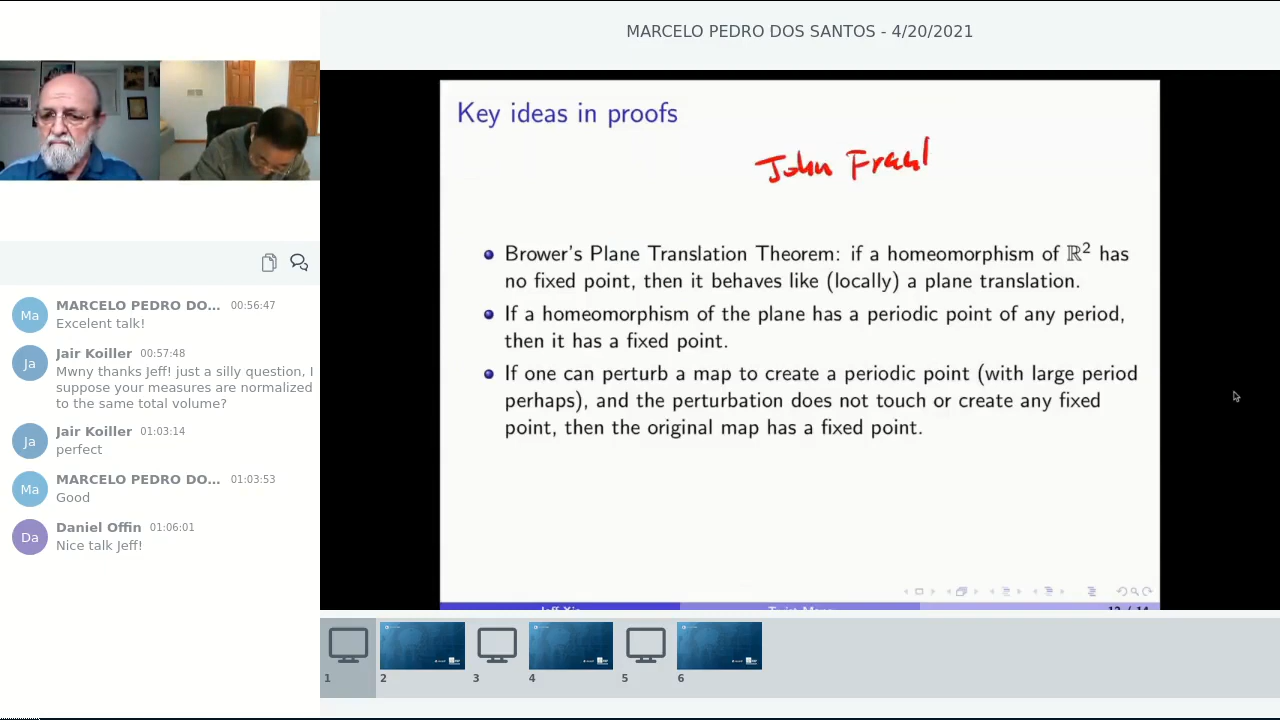 MARCELO PEDRO DOS SANTOS - 4/20/2021
Key ideas in proofs
John
Brower's Plane Translation Theorem: if a homeomorphism of ℝ² has
no fixed point, then it behaves like (locally) a plane translation.
If a homeomorphism of the plane has a periodic point of any period,
then it has a fixed point.
If one can perturb a map to create a periodic point (with large period
perhaps), and the perturbation does not touch or create any fixed
point, then the original map has a fixed point.
Ma
MARCELO PEDRO DO... 00:56:47
Excelent talk!
Ja
Jair Koiller 00:57:48
Mwny thanks Jeff! just a silly question, I
suppose your measures are normalized
to the same total volume?
Ja
Jair Koiller 01:03:14
perfect
Ma
MARCELO PEDRO DO... 01:03:53
Good
Da
Daniel Offin 01:06:01
Nice talk Jeff!
1
2
3
4
5
6